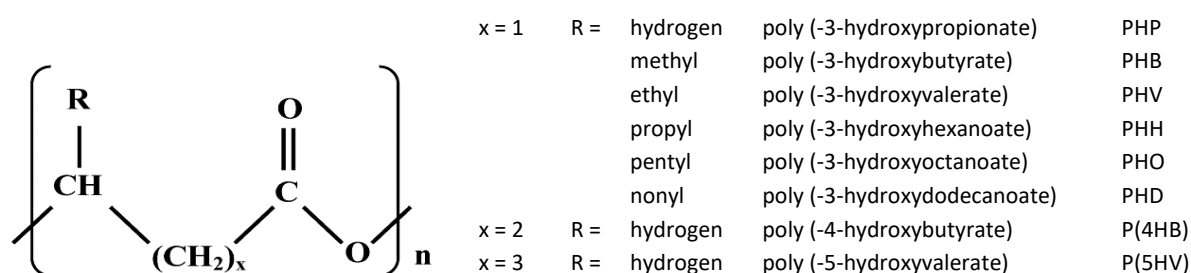 R
O
CH
C
(CH2)x
O
n
x = 1 R = hydrogen poly (-3-hydroxypropionate) PHP
methyl poly (-3-hydroxybutyrate) PHB
ethyl poly (-3-hydroxyvalerate) PHV
propyl poly (-3-hydroxyhexanoate) PHH
pentyl poly (-3-hydroxyoctanoate) PHO
nonyl poly (-3-hydroxydodecanoate) PHD
x = 2 R = hydrogen poly (-4-hydroxybutyrate) P(4HB)
x = 3 R = hydrogen poly (-5-hydroxyvalerate) P(5HV)